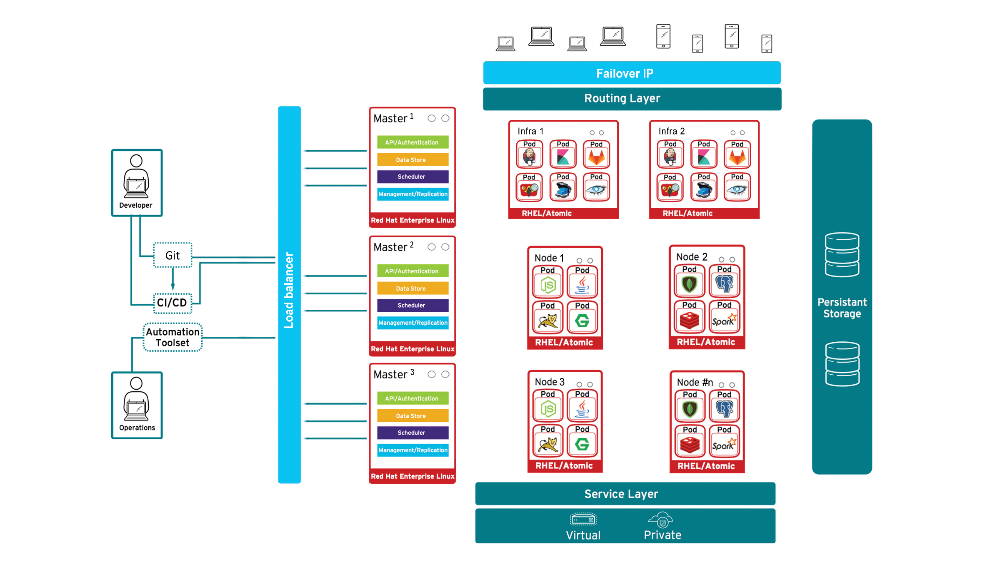 Failover IP
Routing Layer
Developer
Git
CI/CD
Automation
Toolset
Operations
Load balancer
Master 1
API/Authentication
Data Store
Scheduler
Management/Replication
Red Hat Enterprise Linux
Master 2
API/Authentication
Data Store
Scheduler
Management/Replication
Red Hat Enterprise Linux
Master 3
API/Authentication
Data Store
Scheduler
Management/Replication
Red Hat Enterprise Linux
Infra 1
Pod Pod Pod
Pod Pod Pod
RHEL/Atomic
Infra 2
Pod Pod Pod
Pod Pod Pod
RHEL/Atomic
Node 1
Pod Pod
JS
Pod Pod
RHEL/Atomic
Node 2
Pod Pod
Pod Pod
Spark
RHEL/Atomic
Node 3
Pod Pod
JS
Pod Pod
RHEL/Atomic
Node #n
Pod Pod
Pod Pod
Spark
RHEL/Atomic
Persistant
Storage
Service Layer
Virtual
Private